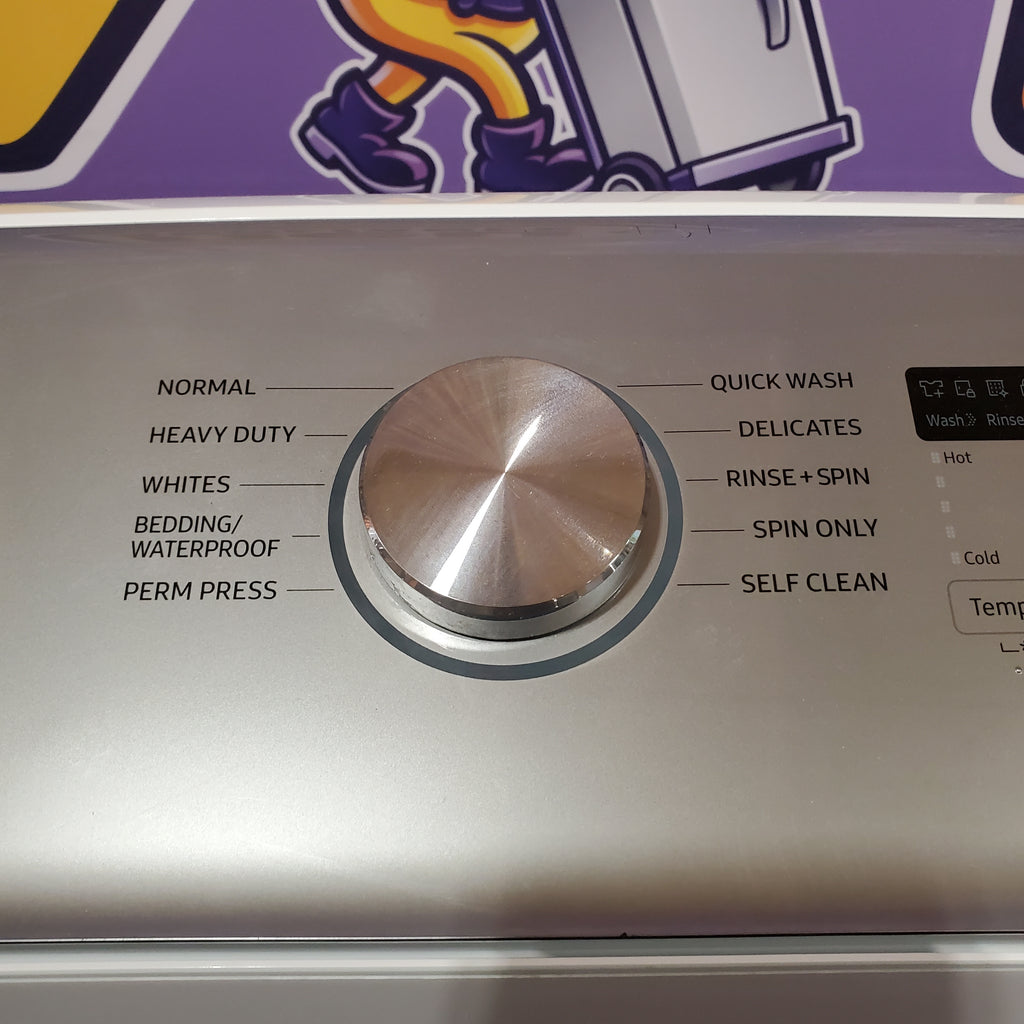 NORMAL
HEAVY DUTY
WHITES
BEDDING/
WATERPROOF
PERM PRESS
QUICK WASH
DELICATES
RINSE+SPIN
SPIN ONLY
SELF CLEAN
Wash Rinse
Hot
Cold